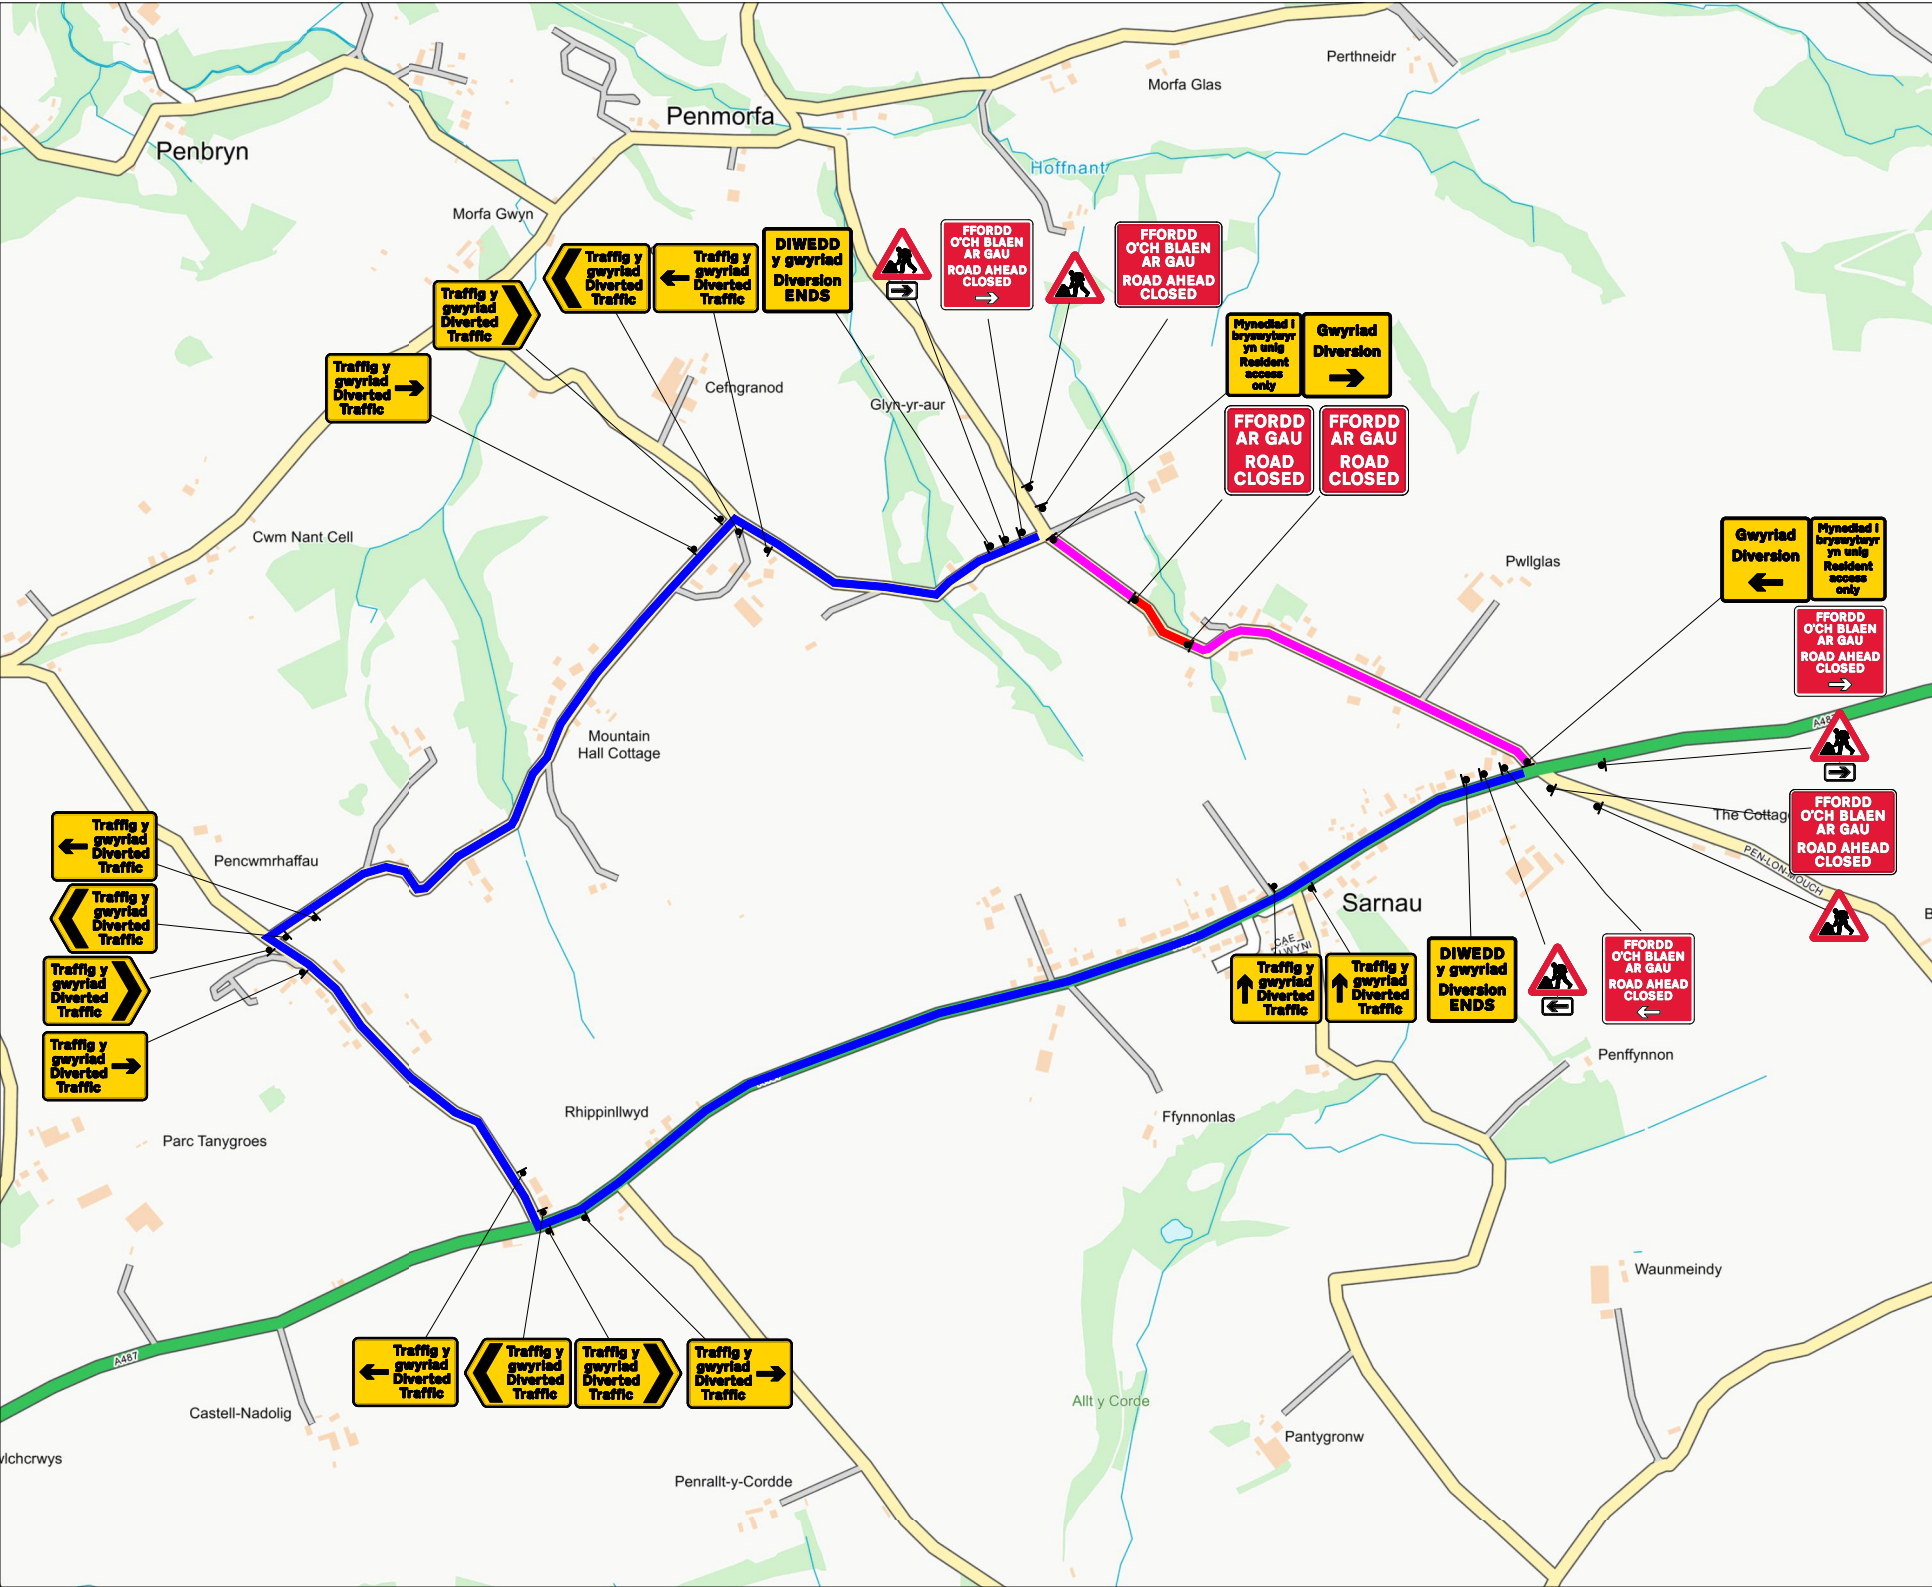 Perthneidr
Morfa Glas
Penmorfa
Penbryn
Hoffnant
Morfa Gwyn
DIWEDD
y gwyriad
Diversion
ENDS
Traffig y
gwyriad
Diverted
Traffic
Traffig y
gwyriad
Diverted
Traffic
FFORDD
O'CH BLAEN
AR GAU
ROAD AHEAD
CLOSED
FFORDD
O'CH BLAEN
AR GAU
ROAD AHEAD
CLOSED
Traffig y
gwyriad
Diverted
Traffic
Traffig y
gwyriad
Diverted
Traffic
Mynediad i
bryswytwyr
yn unig
Resident
access
only
Gwyriad
Diversion
Cefngranod
Glyn-yr-aur
FFORDD
AR GAU
ROAD
CLOSED
FFORDD
AR GAU
ROAD
CLOSED
Cwm Nant Cell
Pwllglas
Gwyriad
Diversion
Mynediad i
bryswytwyr
yn unig
Resident
access
only
FFORDD
O'CH BLAEN
AR GAU
ROAD AHEAD
CLOSED
Mountain
Hall Cottage
A48
The Cottag
FFORDD
O'CH BLAEN
AR GAU
ROAD AHEAD
CLOSED
PEN-LON-MOUCH
B
Traffig y
gwyriad
Diverted
Traffic
Pencwmrhaffau
Traffig y
gwyriad
Diverted
Traffic
Traffig y
gwyriad
Diverted
Traffic
Traffig y
gwyriad
Diverted
Traffic
Sarnau
CAE
WYNI
Traffig y
gwyriad
Diverted
Traffic
Traffig y
gwyriad
Diverted
Traffic
DIWEDD
y gwyriad
Diversion
ENDS
FFORDD
O'CH BLAEN
AR GAU
ROAD AHEAD
CLOSED
Penffynnon
Parc Tanygroes
Rhippinllwyd
Ffynnonlas
Waunmeindy
A487
Traffig y
gwyriad
Diverted
Traffic
Traffig y
gwyriad
Diverted
Traffic
Traffig y
gwyriad
Diverted
Traffic
Traffig y
gwyriad
Diverted
Traffic
Castell-Nadolig
Allt y Corde
Pantygronw
wlchcrwys
Penrallt-y-Cordde